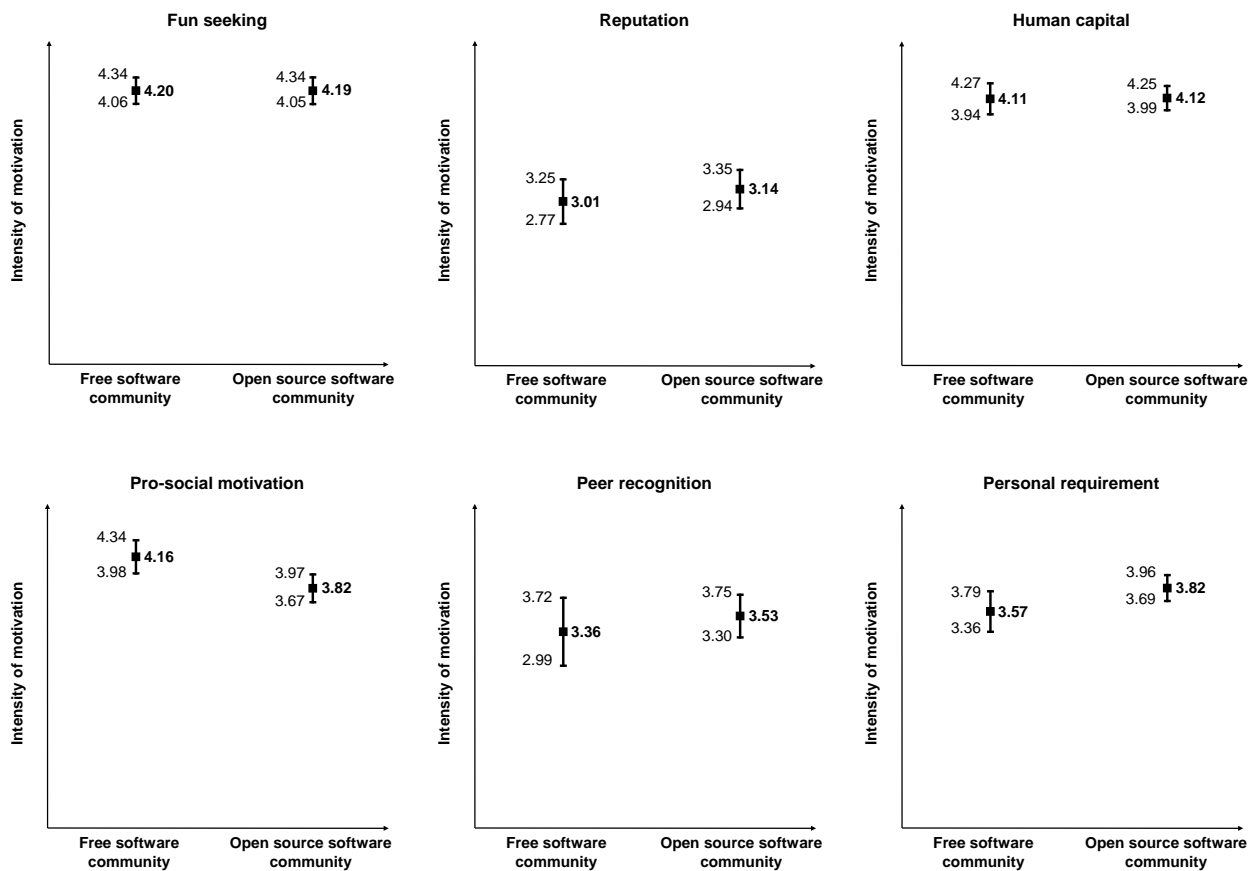 Fun seeking
Intensity of motivation
4.34
4.20
4.06
4.34
4.19
4.05
Free software
community
Open source software
community
Reputation
Intensity of motivation
3.25
3.01
2.77
3.35
3.14
2.94
Free software
community
Open source software
community
Human capital
Intensity of motivation
4.27
4.11
3.94
4.25
4.12
3.99
Free software
community
Open source software
community
Pro-social motivation
Intensity of motivation
4.34
4.16
3.98
3.97
3.82
3.67
Free software
community
Open source software
community
Peer recognition
Intensity of motivation
3.72
3.36
2.99
3.75
3.53
3.30
Free software
community
Open source software
community
Personal requirement
Intensity of motivation
3.79
3.57
3.36
3.96
3.82
3.69
Free software
community
Open source software
community